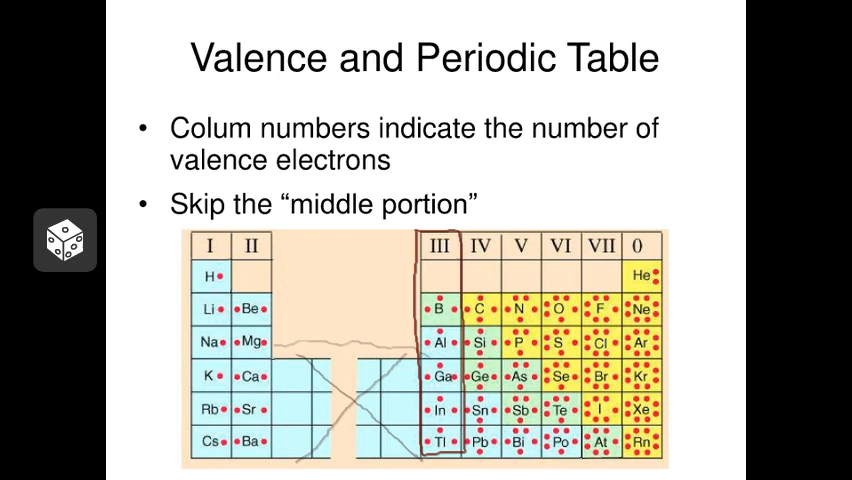 Valence and Periodic Table
• Colum numbers indicate the number of
valence electrons
• Skip the “middle portion”
I II III IV V VI VII 0
H He
Li Be B C N O F Ne
Na Mg Al Si P S Cl Ar
K Ca Ga Ge As Se Br Kr
Rb Sr In Sn Sb Te I Xe
Cs Ba Tl Pb Bi Po At Rn